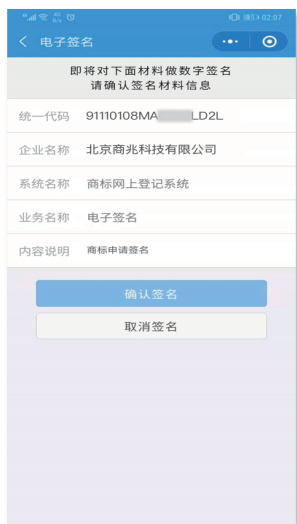 02:07
电子签名
即将对下面材料做数字签名
请确认签名材料信息
统一代码 91110108MA LD2L
企业名称 北京商兆科技有限公司
系统名称 商标网上登记系统
业务名称 电子签名
内容说明 商标申请签名
确认签名
取消签名